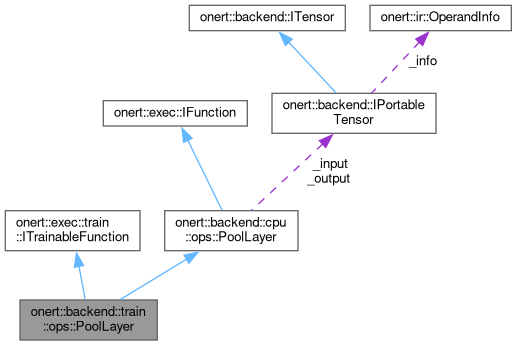 onert::backend::ITensor
onert::ir::OperandInfo
_info
onert::backend::IPortable
Tensor
onert::exec::IFunction
_input
_output
onert::exec::train
::ITrainableFunction
onert::backend::cpu
::ops::PoolLayer
onert::backend::train
::ops::PoolLayer